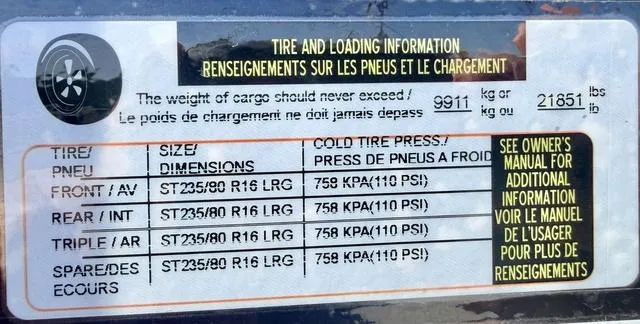 TIRE AND LOADING INFORMATION
RENSEIGNEMENTS SUR LES PNEUS ET LE CHARGEMENT
The weight of cargo should never exceed / 9911 kg or 21851 lbs
Le poids de chargement ne doit jamais depass kg ou lb
TIRE/ SIZE/ COLD TIRE PRESS./
PNEU DIMENSIONS PRESS DE PNEUS A FROID
FRONT / AV ST235/80 R16 LRG 758 KPA(110 PSI)
REAR / INT ST235/80 R16 LRG 758 KPA(110 PSI)
TRIPLE / AR ST235/80 R16 LRG 758 KPA(110 PSI)
SPARE/DES ST235/80 R16 LRG 758 KPA(110 PSI)
ECOURS
SEE OWNER'S
MANUAL FOR
ADDITIONAL
INFORMATION
VOIR LE MANUEL
DE L'USAGER
POUR PLUS DE
RENSEIGNEMENTS